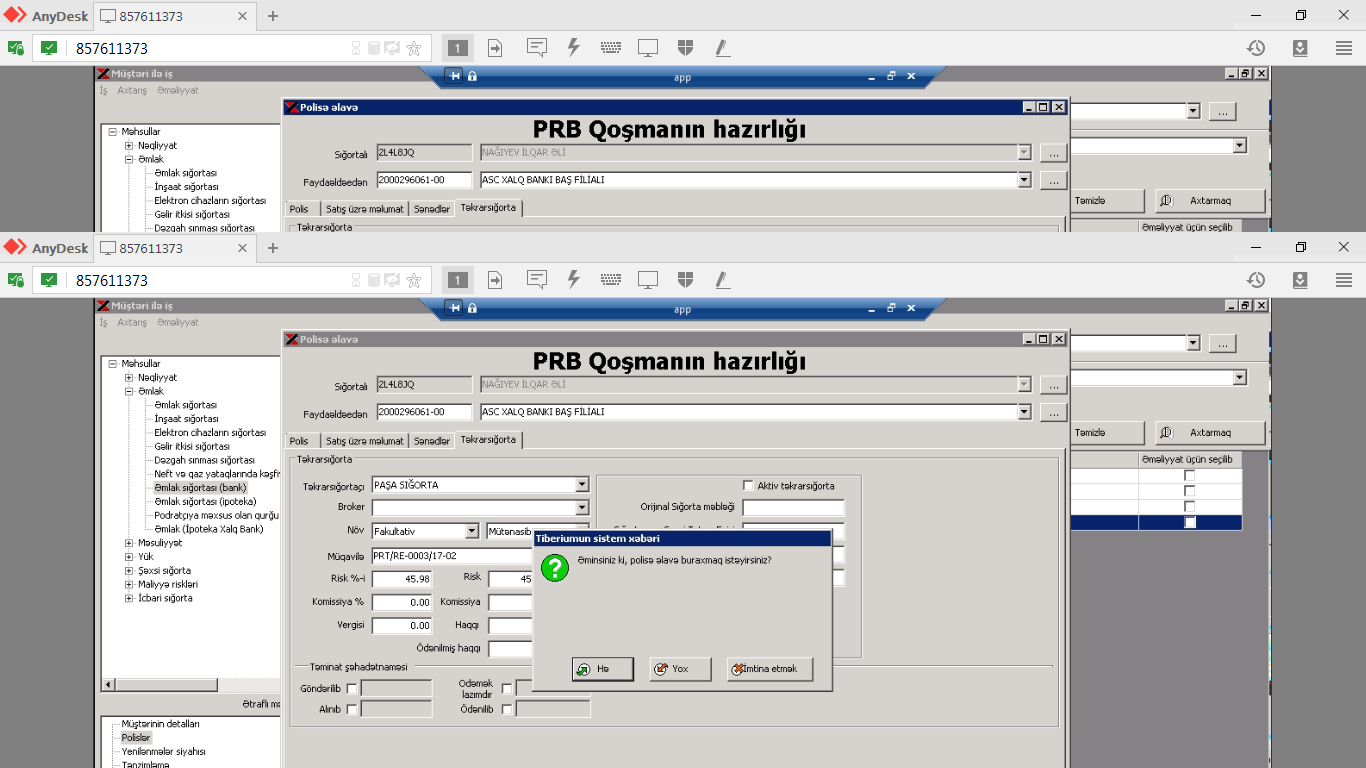 AnyDesk 857611373
857611373 1
Müştəri ilə iş app
İş Axtarış Əməliyyat
Polisə əlavə
PRB Qoşmanın hazırlığı
Sığortalı 2L4L8JQ NAĞIYEV İLQAR ƏLİ ...
Faydaəldəedən 2000296061-00 ASC XALQ BANKI BAŞ FİLİALI ...
Polis Satış üzrə məlumat Sənədlər Təkrarsığorta
Təkrarsığorta
Məhsullar
Nəqliyyat
Əmlak
Əmlak sığortası
İnşaat sığortası
Elektron cihazların sığortası
Gəlir itkisi sığortası
Dəzgah sınması sığortası
...
Təmizlə Axtarmaq
Əməliyyat üçün seçilib
AnyDesk 857611373
857611373 1
Müştəri ilə iş app
İş Axtarış Əməliyyat
Polisə əlavə
PRB Qoşmanın hazırlığı
Sığortalı 2L4L8JQ NAĞIYEV İLQAR ƏLİ ...
Faydaəldəedən 2000296061-00 ASC XALQ BANKI BAŞ FİLİALI ...
Polis Satış üzrə məlumat Sənədlər Təkrarsığorta
Məhsullar
Nəqliyyat
Əmlak
Əmlak sığortası
İnşaat sığortası
Elektron cihazların sığortası
Gəlir itkisi sığortası
Dəzgah sınması sığortası
Neft və qaz yataqlarında kəşfiy
Əmlak sığortası (bank)
Əmlak sığortası (ipoteka)
Podratçıya məxsus olan qurğu
Əmlak (İpoteka Xalq Bank)
Məsuliyyət
Yük
Şəxsi sığorta
Maliyyə riskləri
İcbari sığorta
Ətraflı mə
Müştərinin detalları
Polislər
Yenilənmələr siyahısı
Tənzimləmə
Təkrarsığorta
Təkrarsığortaçı PAŞA SIĞORTA
Broker
Növ Fakultativ Mütənasib
Müqavilə PRT/RE-0003/17-02
Risk %-i 45.98 Risk 45
Komissiya % 0.00 Komissiya
Vergisi 0.00 Haqqı
Ödənilmiş haqqı
Aktiv təkrarsığorta
Orijinal Sığorta məbləği
Təminat şəhadətnaməsi
Göndərilib Ödəmək lazımdır
Alınıb Ödənilib
Tiberiumun sistem xəbəri
Əminsiniz ki, polisə əlavə buraxmaq istəyirsiniz?
Hə Yox İmtina etmək
...
Təmizlə Axtarmaq
Əməliyyat üçün seçilib